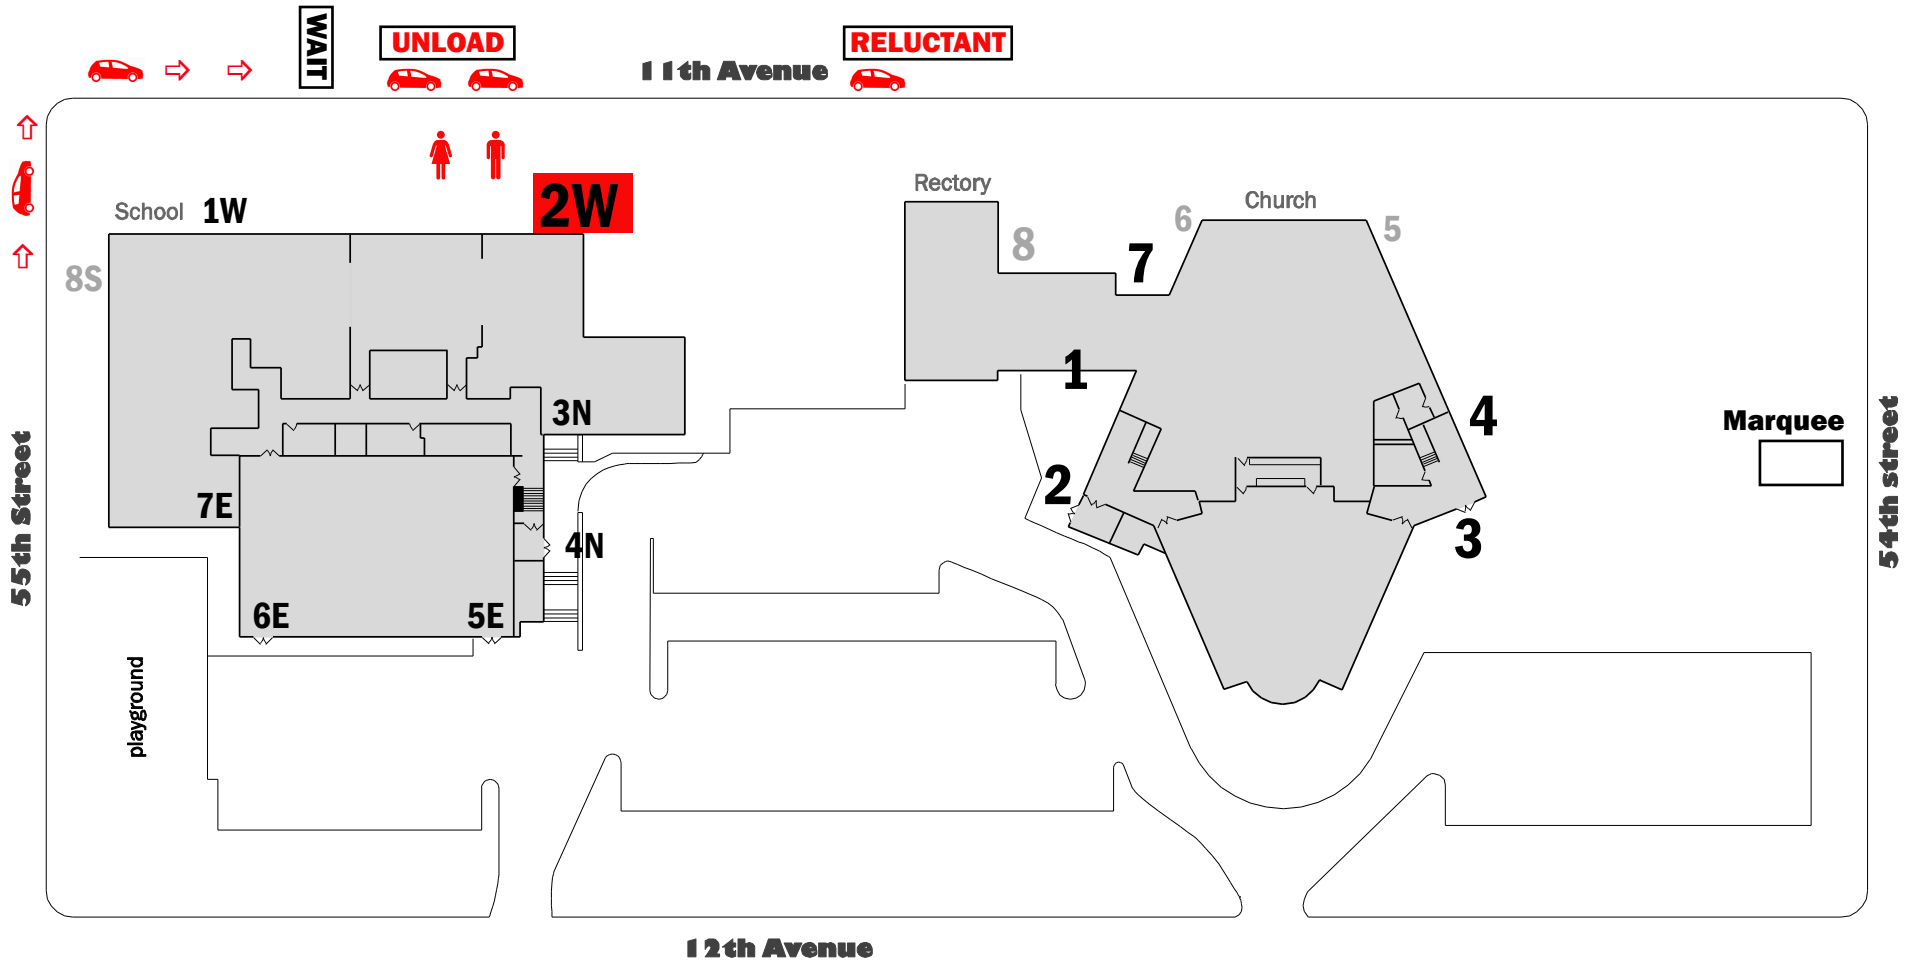 WAIT
UNLOAD
RELUCTANT
11th Avenue
Rectory
Church
School
1W
2W
6
5
8
7
8S
1
3N
4
Marquee
2
7E
3
4N
6E
5E
55th Street
54th street
playground
12th Avenue